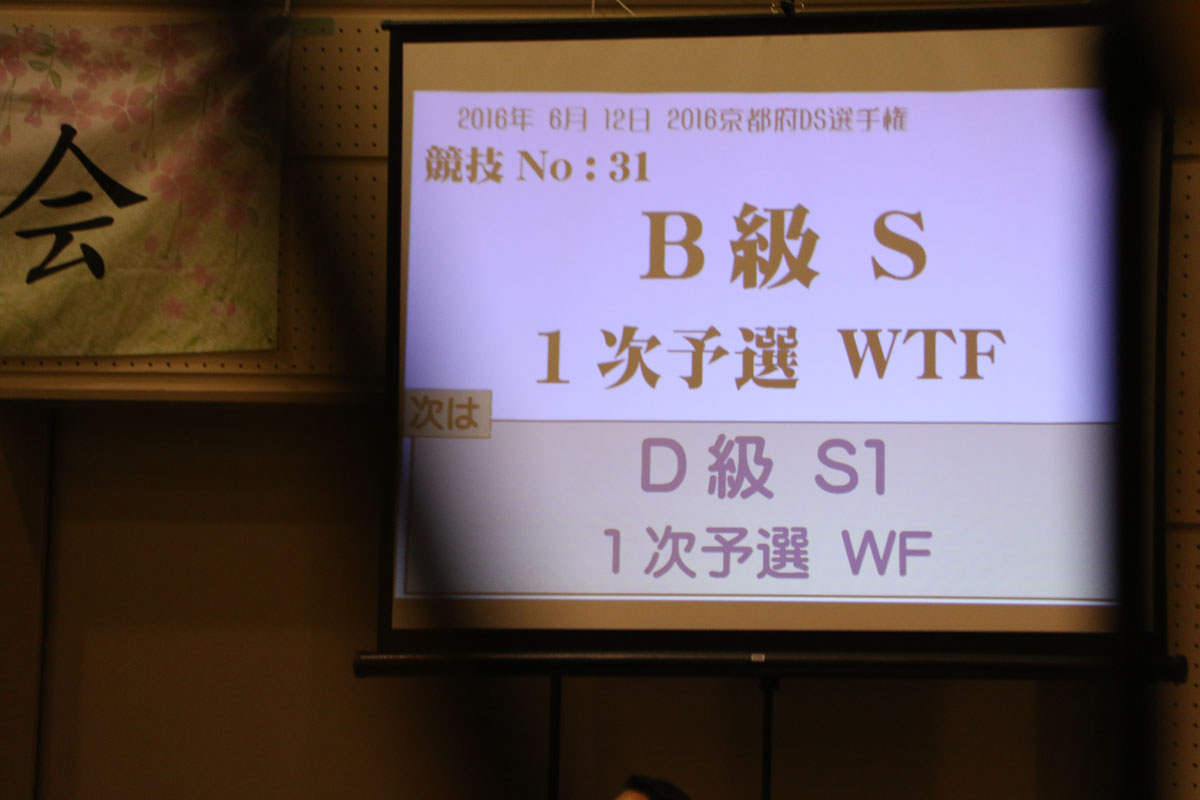 会
2016年 6月 12日 2016京都府DS選手権
競技 No : 31
B級 S
1次予選 WTF
次は
D級 S1
1次予選 WF